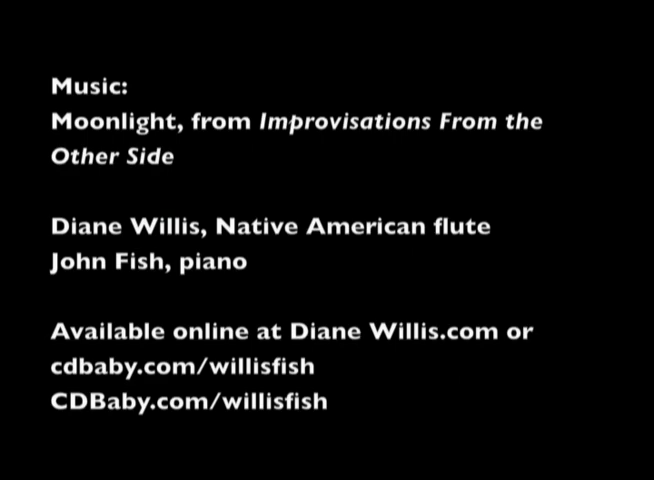 Music:
Moonlight, from Improvisations From the
Other Side
Diane Willis, Native American flute
John Fish, piano
Available online at Diane Willis.com or
cdbaby.com/willisfish
CDBaby.com/willisfish